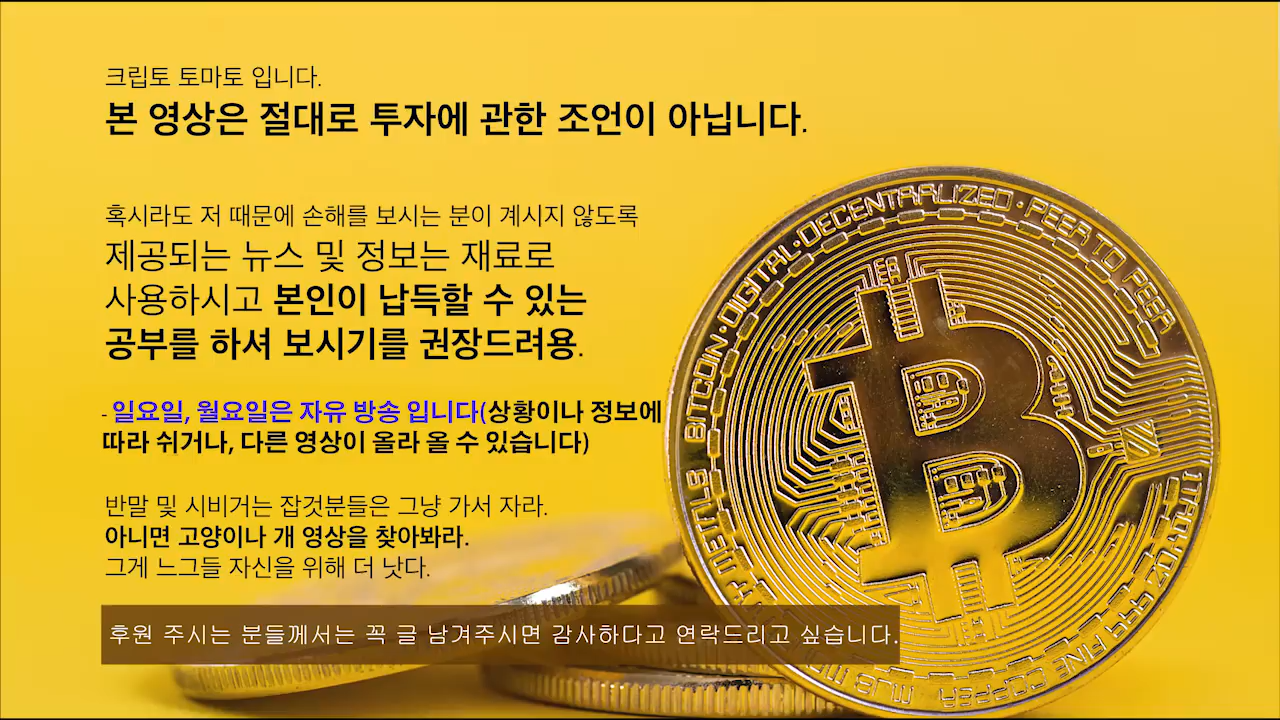 크립토 토마토 입니다.
본 영상은 절대로 투자에 관한 조언이 아닙니다.
혹시라도 저 때문에 손해를 보시는 분이 계시지 않도록
제공되는 뉴스 및 정보는 재료로
사용하시고 본인이 납득할 수 있는
공부를 하셔 보시기를 권장드려용.
- 일요일, 월요일은 자유 방송 입니다(상황이나 정보에
따라 쉬거나, 다른 영상이 올라 올 수 있습니다)
반말 및 시비거는 잡것분들은 그냥 가서 자라.
아니면 고양이나 개 영상을 찾아봐라.
그게 느그들 자신을 위해 더 낫다.
후원 주시는 분들께서는 꼭 글 남겨주시면 감사하다고 연락드리고 싶습니다.
BITCOIN·DIGITAL·DECENTRALIZED·PEER TO PEER